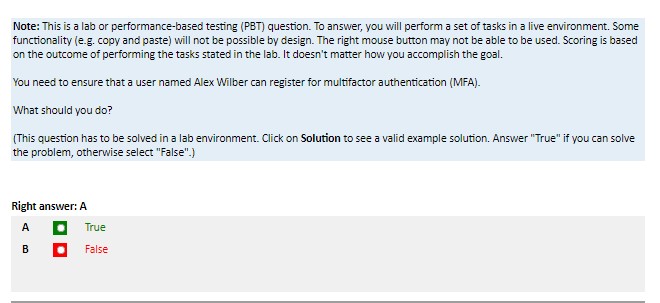 Note: This is a lab or performance-based testing (PBT) question. To answer, you will perform a set of tasks in a live environment. Some
functionality (e.g. copy and paste) will not be possible by design. The right mouse button may not be able to be used. Scoring is based
on the outcome of performing the tasks stated in the lab. It doesn't matter how you accomplish the goal.
You need to ensure that a user named Alex Wilber can register for multifactor authentication (MFA).
What should you do?
(This question has to be solved in a lab environment. Click on Solution to see a valid example solution. Answer "True" if you can solve
the problem, otherwise select "False".)
Right answer: A
A True
B False